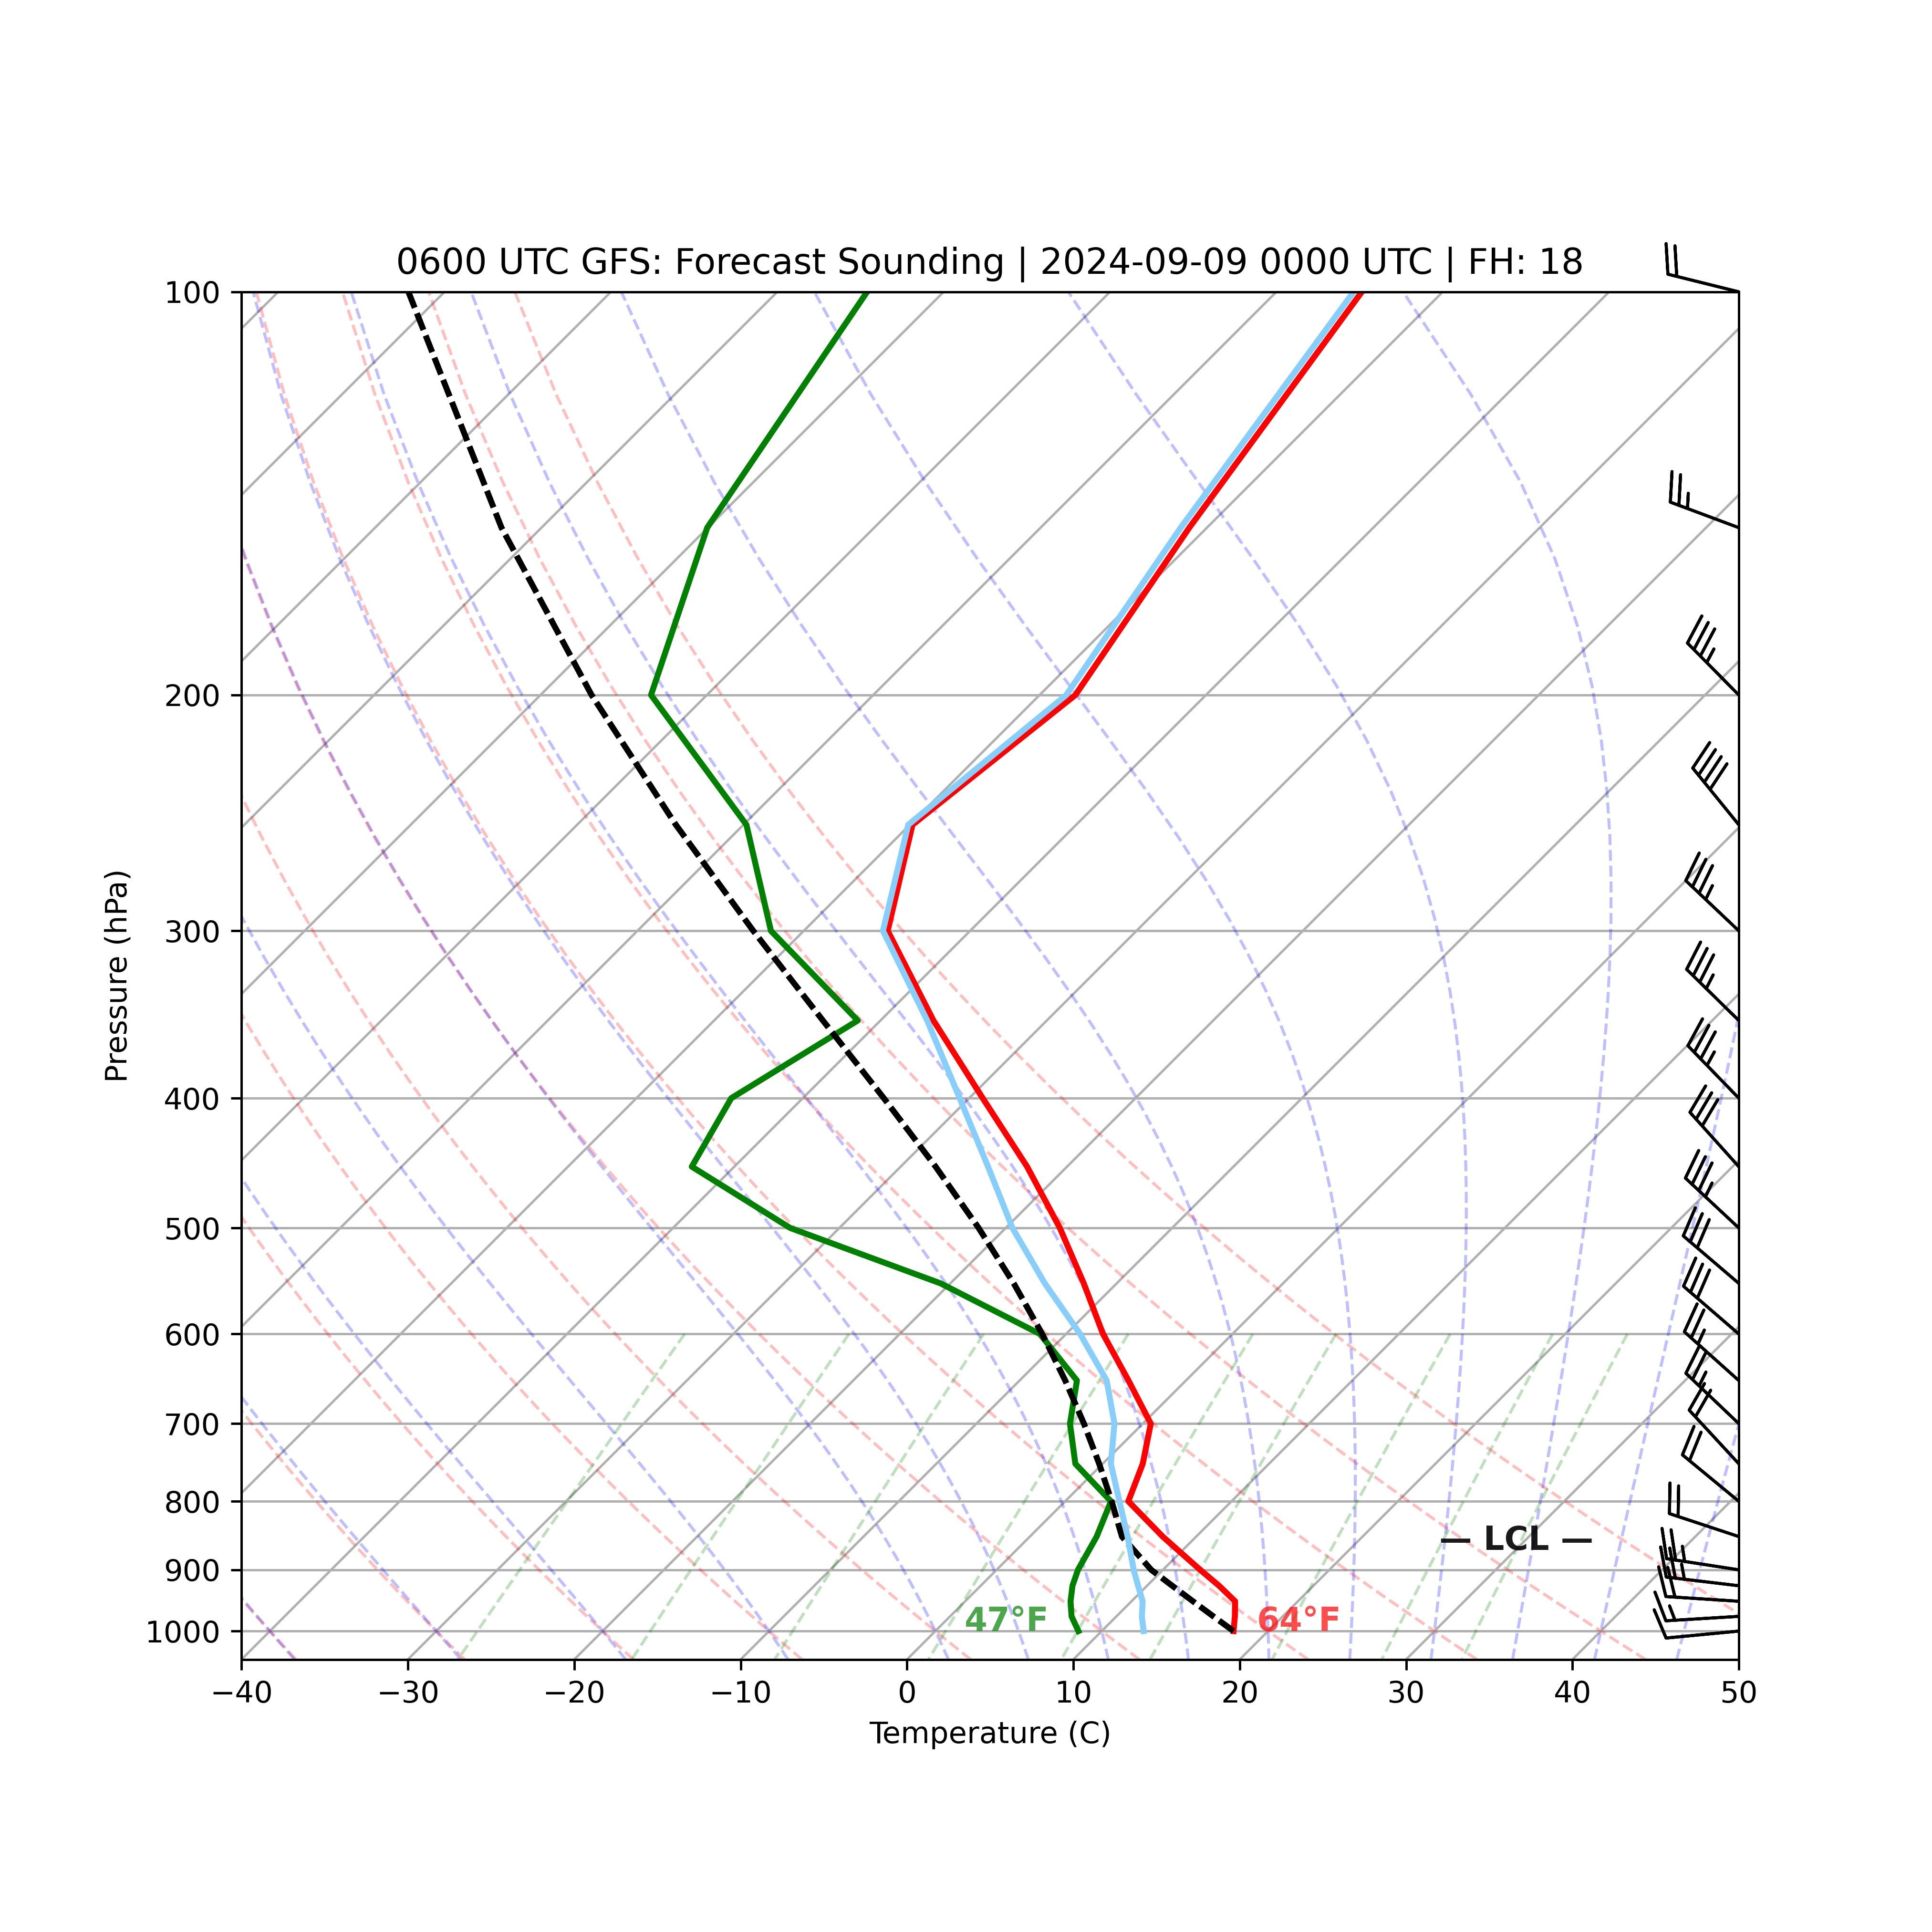 0600 UTC GFS: Forecast Sounding | 2024-09-09 0000 UTC | FH: 18
100
200
300
400
500
600
700
800
900
1000
Pressure (hPa)
— LCL —
47°F
64°F
−40 −30 −20 −10 0 10 20 30 40 50
Temperature (C)